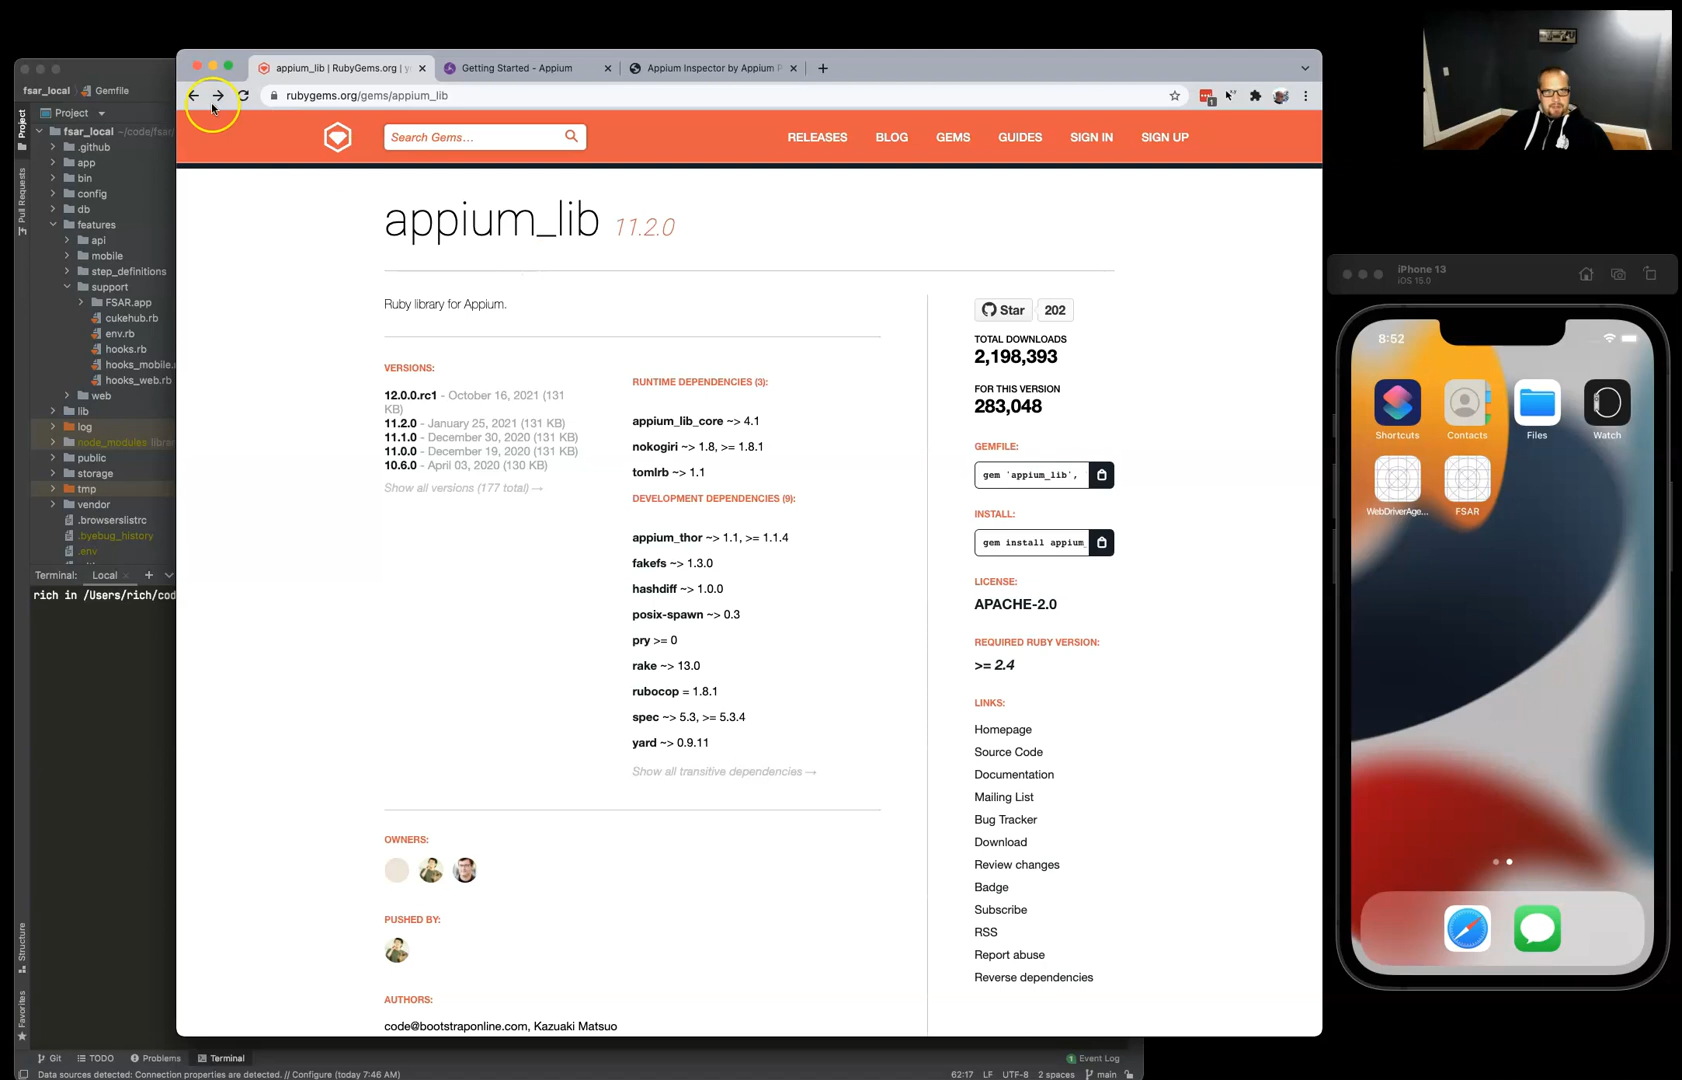 appium_lib | RubyGems.org | y
Getting Started - Appium
Appium Inspector by Appium P
rubygems.org/gems/appium_lib
fsar_local
Gemfile
Project
fsar_local ~/code/fsar/
.github
app
bin
config
db
features
api
mobile
step_definitions
support
FSAR.app
cukehub.rb
env.rb
hooks.rb
hooks_mobile.
hooks_web.rb
web
lib
log
node_modules library
public
storage
tmp
vendor
.browserslistrc
.byebug_history
.env
Project
Pull Requests
Structure
Favorites
Terminal: Local
rich in /Users/rich/cod
Git
TODO
Problems
Terminal
1 Event Log
Data sources detected: Connection properties are detected. // Configure (today 7:46 AM)
62:17 LF UTF-8 2 spaces main
Search Gems…
RELEASES
BLOG
GEMS
GUIDES
SIGN IN
SIGN UP
appium_lib 11.2.0
Ruby library for Appium.
VERSIONS:
12.0.0.rc1 - October 16, 2021 (131
KB)
11.2.0 - January 25, 2021 (131 KB)
11.1.0 - December 30, 2020 (131 KB)
11.0.0 - December 19, 2020 (131 KB)
10.6.0 - April 03, 2020 (130 KB)
Show all versions (177 total) →
RUNTIME DEPENDENCIES (3):
appium_lib_core ~> 4.1
nokogiri ~> 1.8, >= 1.8.1
tomlrb ~> 1.1
DEVELOPMENT DEPENDENCIES (9):
appium_thor ~> 1.1, >= 1.1.4
fakefs ~> 1.3.0
hashdiff ~> 1.0.0
posix-spawn ~> 0.3
pry >= 0
rake ~> 13.0
rubocop = 1.8.1
spec ~> 5.3, >= 5.3.4
yard ~> 0.9.11
Show all transitive dependencies →
OWNERS:
PUSHED BY:
AUTHORS:
code@bootstraponline.com, Kazuaki Matsuo
Star 202
TOTAL DOWNLOADS
2,198,393
FOR THIS VERSION
283,048
GEMFILE:
gem 'appium_lib',
INSTALL:
gem install appium_
LICENSE:
APACHE-2.0
REQUIRED RUBY VERSION:
>= 2.4
LINKS:
Homepage
Source Code
Documentation
Mailing List
Bug Tracker
Download
Review changes
Badge
Subscribe
RSS
Report abuse
Reverse dependencies
iPhone 13
iOS 15.0
8:52
Shortcuts
Contacts
Files
Watch
WebDriverAge...
FSAR